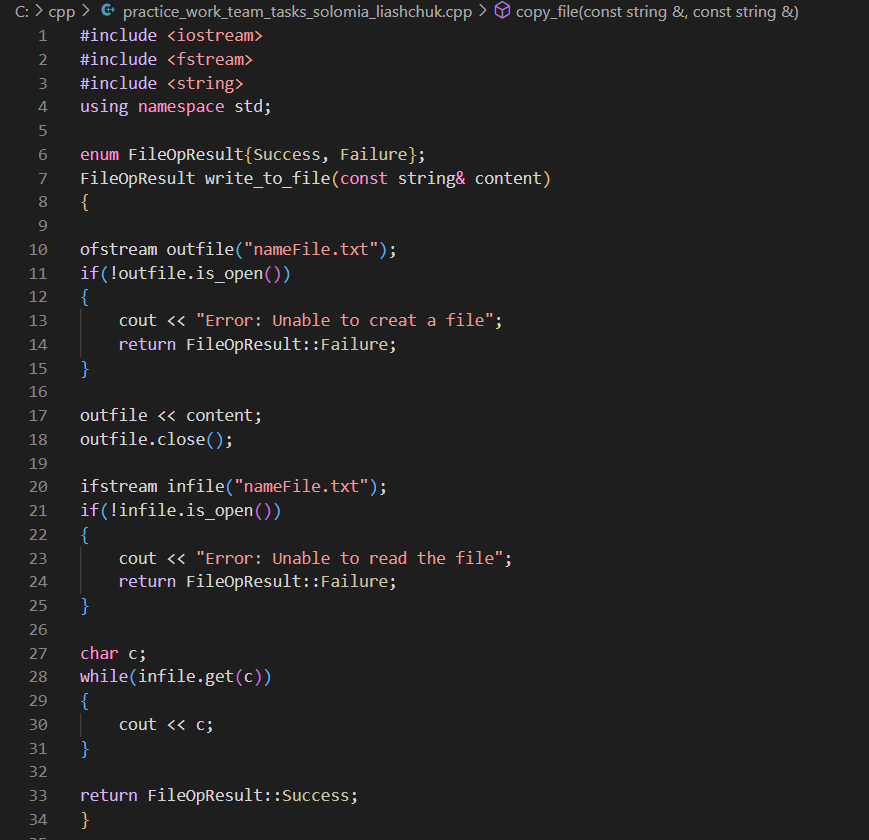 C: > cpp > practice_work_team_tasks_solomia_liashchuk.cpp > copy_file(const string &, const string &)
1 #include <iostream>
2 #include <fstream>
3 #include <string>
4 using namespace std;
5
6 enum FileOpResult{Success, Failure};
7 FileOpResult write_to_file(const string& content)
8 {
9
10 ofstream outfile("nameFile.txt");
11 if(!outfile.is_open())
12 {
13     cout << "Error: Unable to creat a file";
14     return FileOpResult::Failure;
15 }
16
17 outfile << content;
18 outfile.close();
19
20 ifstream infile("nameFile.txt");
21 if(!infile.is_open())
22 {
23     cout << "Error: Unable to read the file";
24     return FileOpResult::Failure;
25 }
26
27 char c;
28 while(infile.get(c))
29 {
30     cout << c;
31 }
32
33 return FileOpResult::Success;
34 }